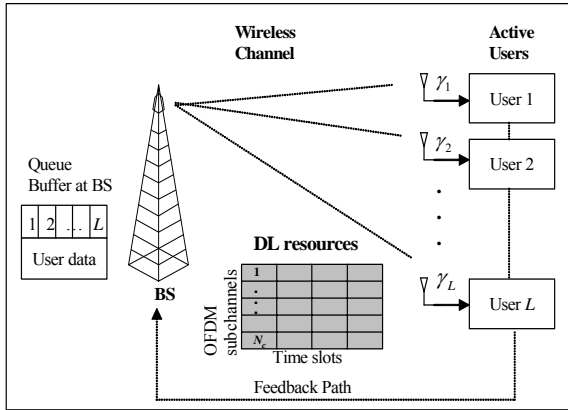 Wireless
Channel
Active
Users
γ1
User 1
γ2
User 2
Queue
Buffer at BS
1 2 … L
User data
BS
DL resources
OFDM
subchannels
1
Nc
Time slots
γL
User L
Feedback Path